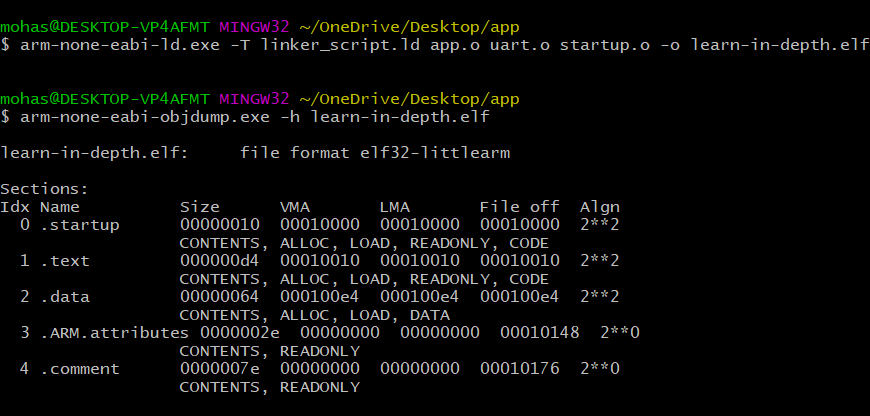 mohas@DESKTOP-VP4AFMT MINGW32 ~/OneDrive/Desktop/app
$ arm-none-eabi-ld.exe -T linker_script.ld app.o uart.o startup.o -o learn-in-depth.elf
mohas@DESKTOP-VP4AFMT MINGW32 ~/OneDrive/Desktop/app
$ arm-none-eabi-objdump.exe -h learn-in-depth.elf
learn-in-depth.elf:     file format elf32-littlearm
Sections:
Idx Name          Size      VMA       LMA       File off  Algn
  0 .startup      00000010  00010000  00010000  00010000  2**2
                  CONTENTS, ALLOC, LOAD, READONLY, CODE
  1 .text         000000d4  00010010  00010010  00010010  2**2
                  CONTENTS, ALLOC, LOAD, READONLY, CODE
  2 .data         00000064  000100e4  000100e4  000100e4  2**2
                  CONTENTS, ALLOC, LOAD, DATA
  3 .ARM.attributes 0000002e  00000000  00000000  00010148  2**0
                  CONTENTS, READONLY
  4 .comment      0000007e  00000000  00000000  00010176  2**0
                  CONTENTS, READONLY